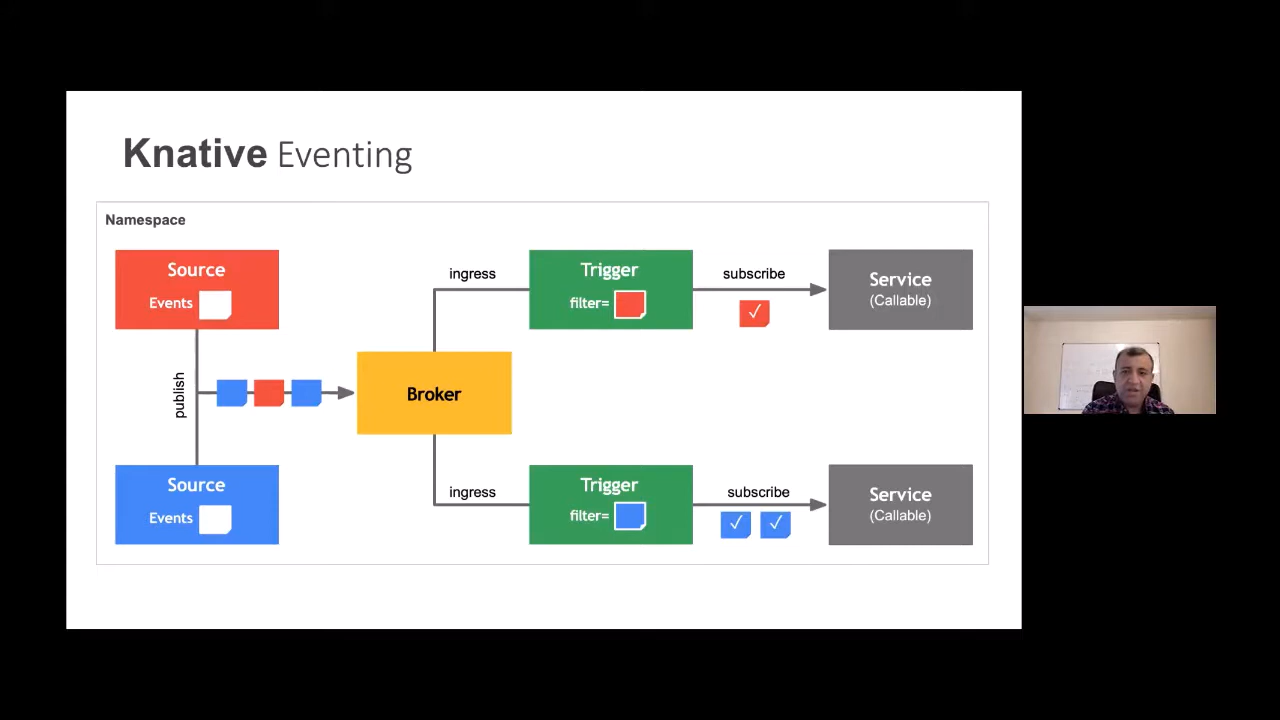 Knative Eventing
Namespace
Source
Events
publish
Source
Events
Broker
ingress
Trigger
filter=
subscribe
Service
(Callable)
ingress
Trigger
filter=
subscribe
Service
(Callable)